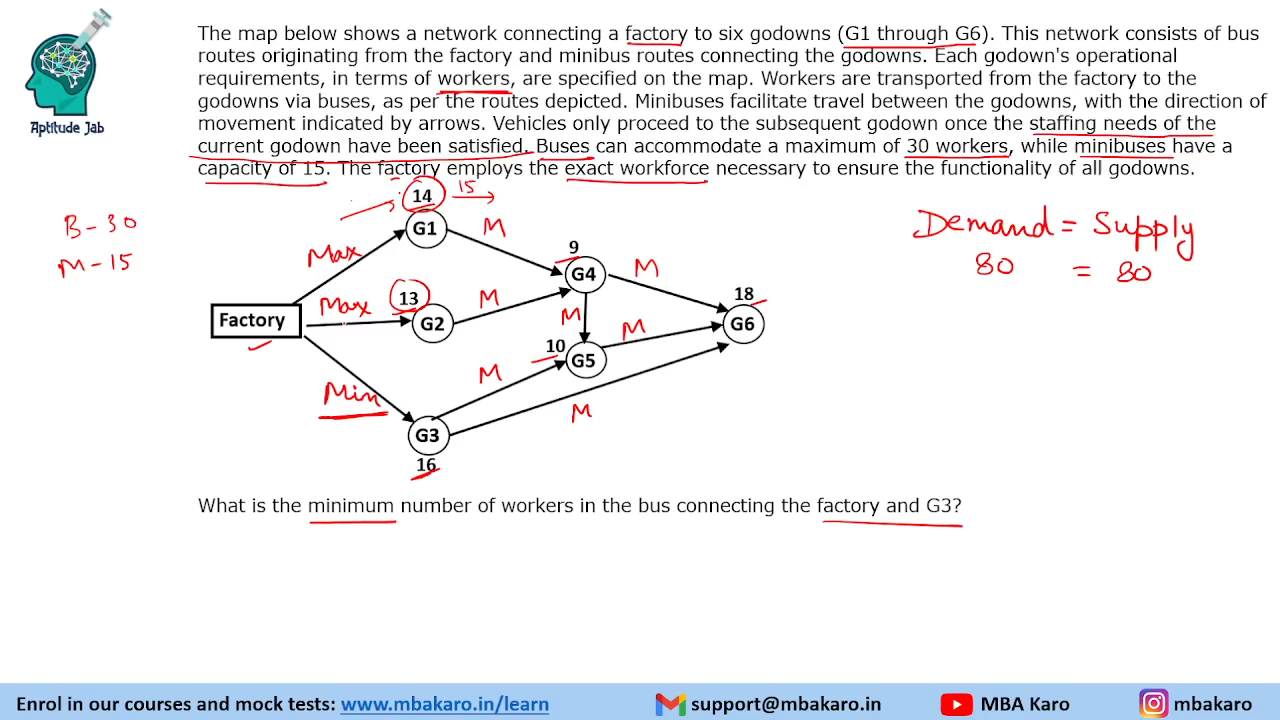 The map below shows a network connecting a factory to six godowns (G1 through G6). This network consists of bus
routes originating from the factory and minibus routes connecting the godowns. Each godown's operational
requirements, in terms of workers, are specified on the map. Workers are transported from the factory to the
godowns via buses, as per the routes depicted. Minibuses facilitate travel between the godowns, with the direction of
movement indicated by arrows. Vehicles only proceed to the subsequent godown once the staffing needs of the
current godown have been satisfied. Buses can accommodate a maximum of 30 workers, while minibuses have a
capacity of 15. The factory employs the exact workforce necessary to ensure the functionality of all godowns.
Aptitude Jab
14 15
B - 30
M - 15
G1
Max
M
Demand = Supply
80 = 80
9
G4
M
13
Max
G2
M
18
G6
Factory
M
M
10
G5
Min
M
M
G3
16
What is the minimum number of workers in the bus connecting the factory and G3?
Enrol in our courses and mock tests: www.mbakaro.in/learn support@mbakaro.in MBA Karo mbakaro